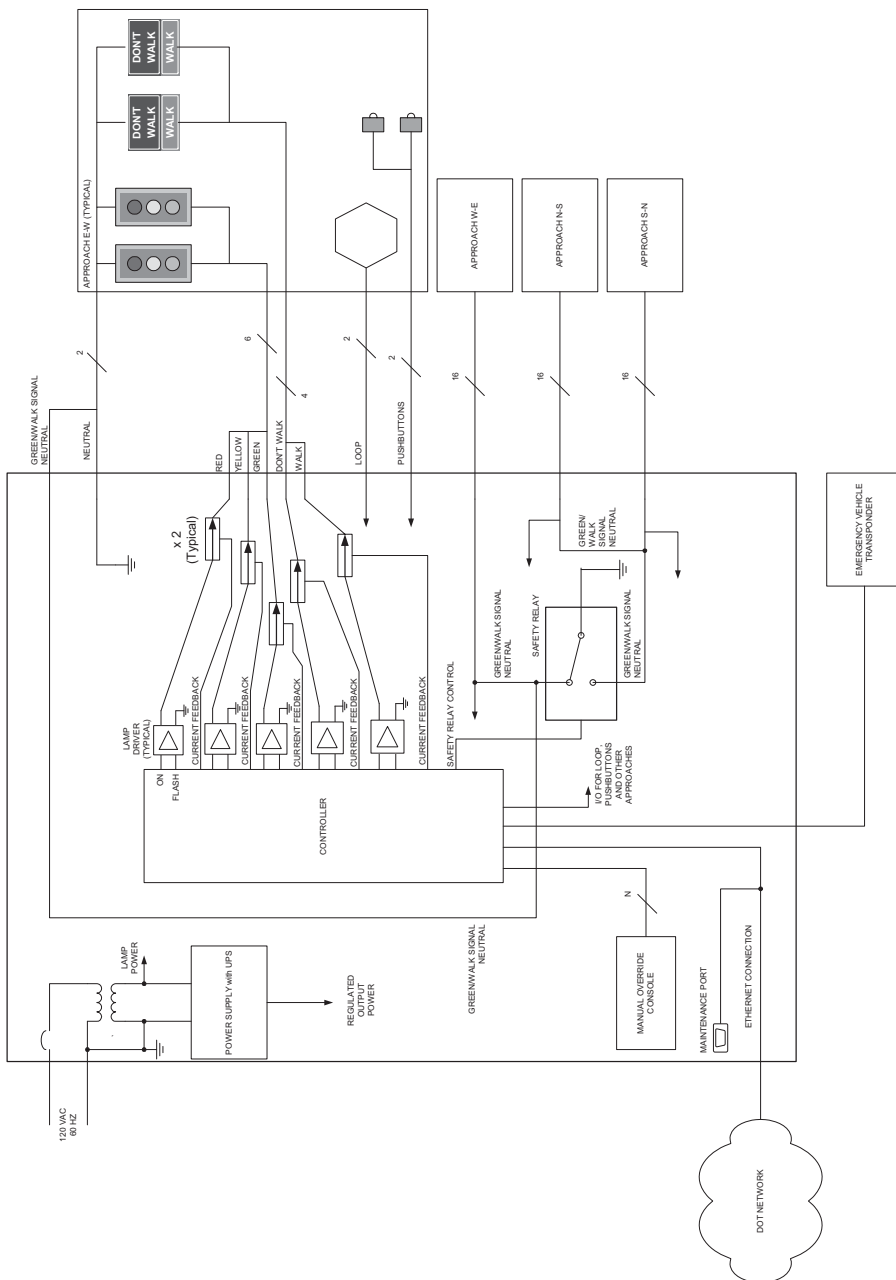 120 VAC
60 HZ
LAMP
POWER
POWER SUPPLY with UPS
REGULATED
OUTPUT
POWER
GREEN/WALK SIGNAL
NEUTRAL
MANUAL OVERRIDE
CONSOLE
N
MAINTENANCE PORT
ETHERNET CONNECTION
DOT NETWORK
CONTROLLER
ON
FLASH
LAMP
DRIVER
(TYPICAL)
CURRENT FEEDBACK
CURRENT FEEDBACK
CURRENT FEEDBACK
CURRENT FEEDBACK
CURRENT FEEDBACK
SAFETY RELAY CONTROL
I/O FOR LOOP,
PUSHBUTTONS
AND OTHER
APPROACHES
x 2
(Typical)
GREEN/WALK SIGNAL
NEUTRAL
SAFETY RELAY
GREEN/WALK SIGNAL
NEUTRAL
GREEN/
WALK
SIGNAL
NEUTRAL
EMERGENCY VEHICLE
TRANSPONDER
GREEN/WALK SIGNAL
NEUTRAL
NEUTRAL
RED
YELLOW
GREEN
DON'T WALK
WALK
LOOP
PUSHBUTTONS
2
6
4
2
2
16
16
16
APPROACH E-W (TYPICAL)
DON'T
WALK
WALK
DON'T
WALK
WALK
APPROACH W-E
APPROACH N-S
APPROACH S-N